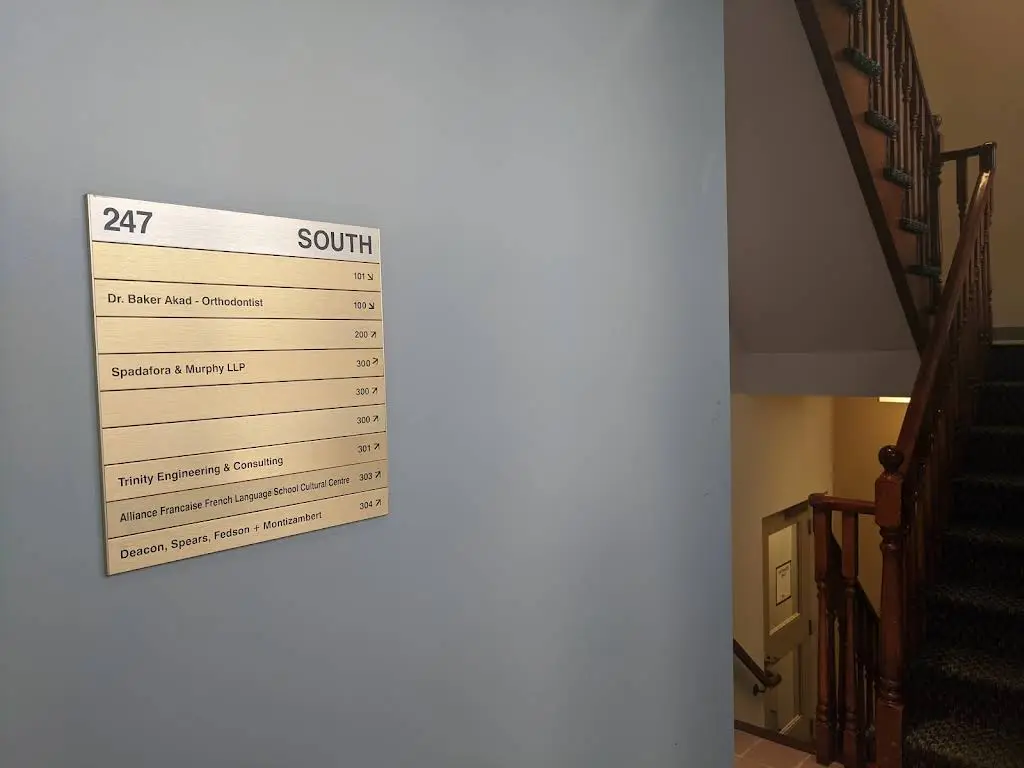 247
SOUTH
101 ↘
Dr. Baker Akad - Orthodontist 100 ↘
200 ↗
Spadafora & Murphy LLP 300 ↗
300 ↗
300 ↗
Trinity Engineering & Consulting 301 ↗
Alliance Francaise French Language School Cultural Centre 303 ↗
Deacon, Spears, Fedson + Montizambert 304 ↗